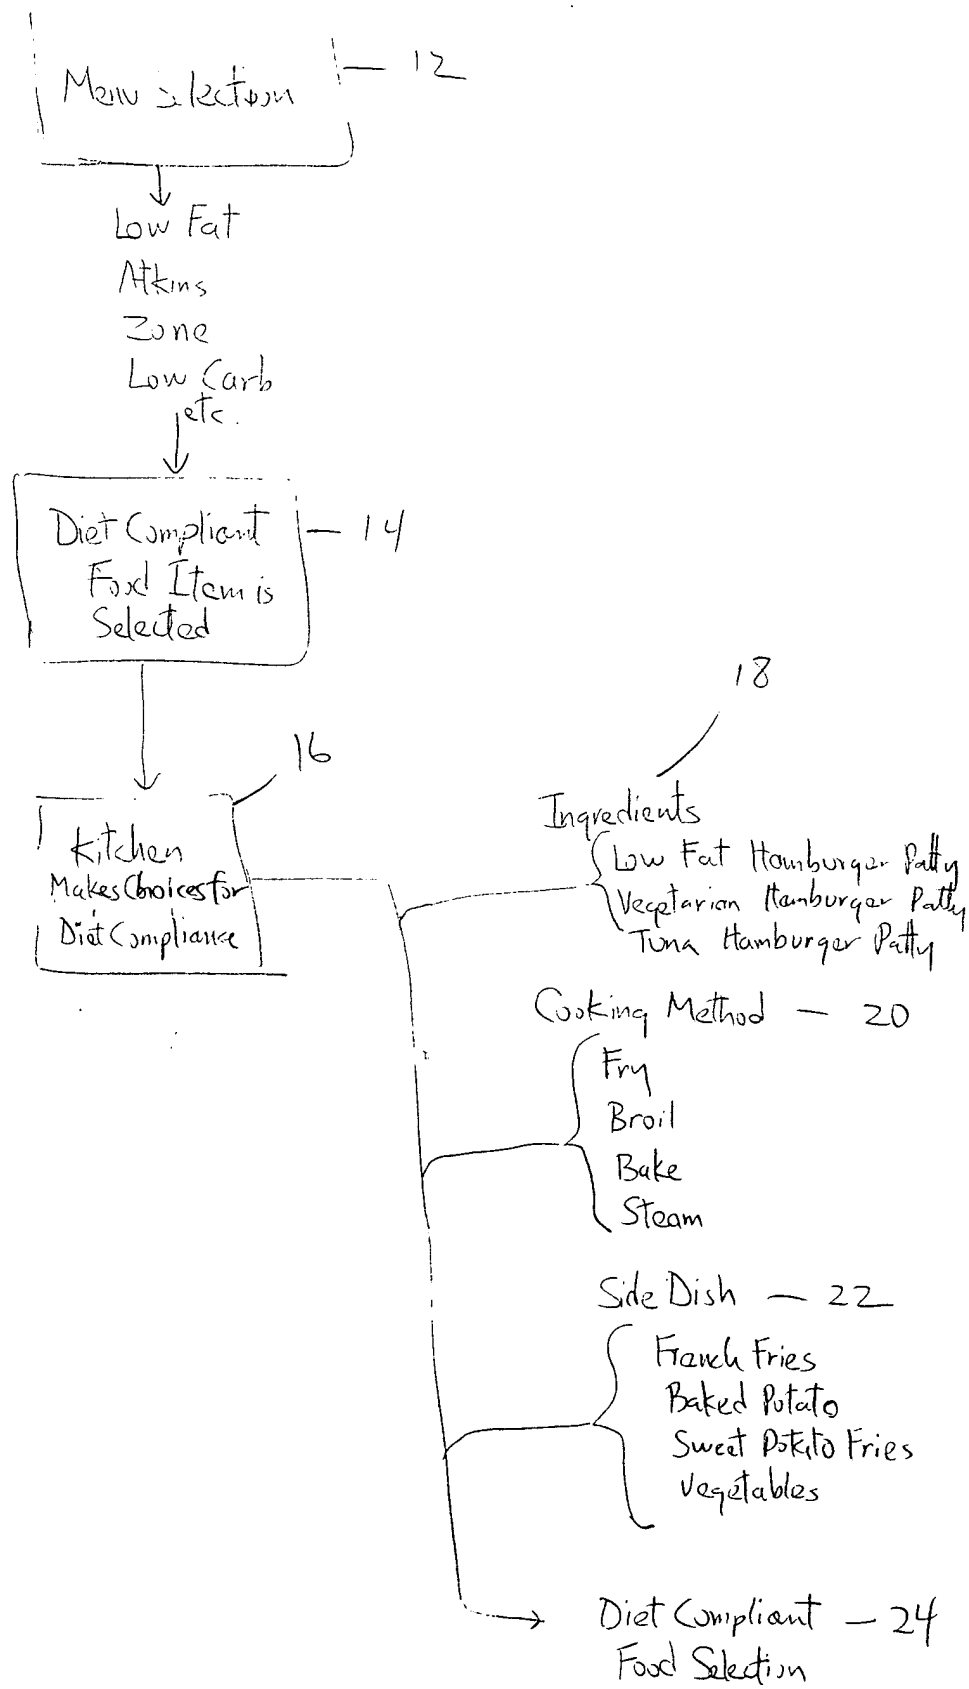 Menu Selection
12
Low Fat
Atkins
Zone
Low Carb
etc.
Diet Compliant
Food Item is
Selected
14
16
Kitchen
Makes Choices for
Diet Compliance
18
Ingredients
Low Fat Hamburger Patty
Vegetarian Hamburger Patty
Tuna Hamburger Patty
Cooking Method — 20
Fry
Broil
Bake
Steam
Side Dish — 22
French Fries
Baked Potato
Sweet Potato Fries
Vegetables
Diet Compliant — 24
Food Selection